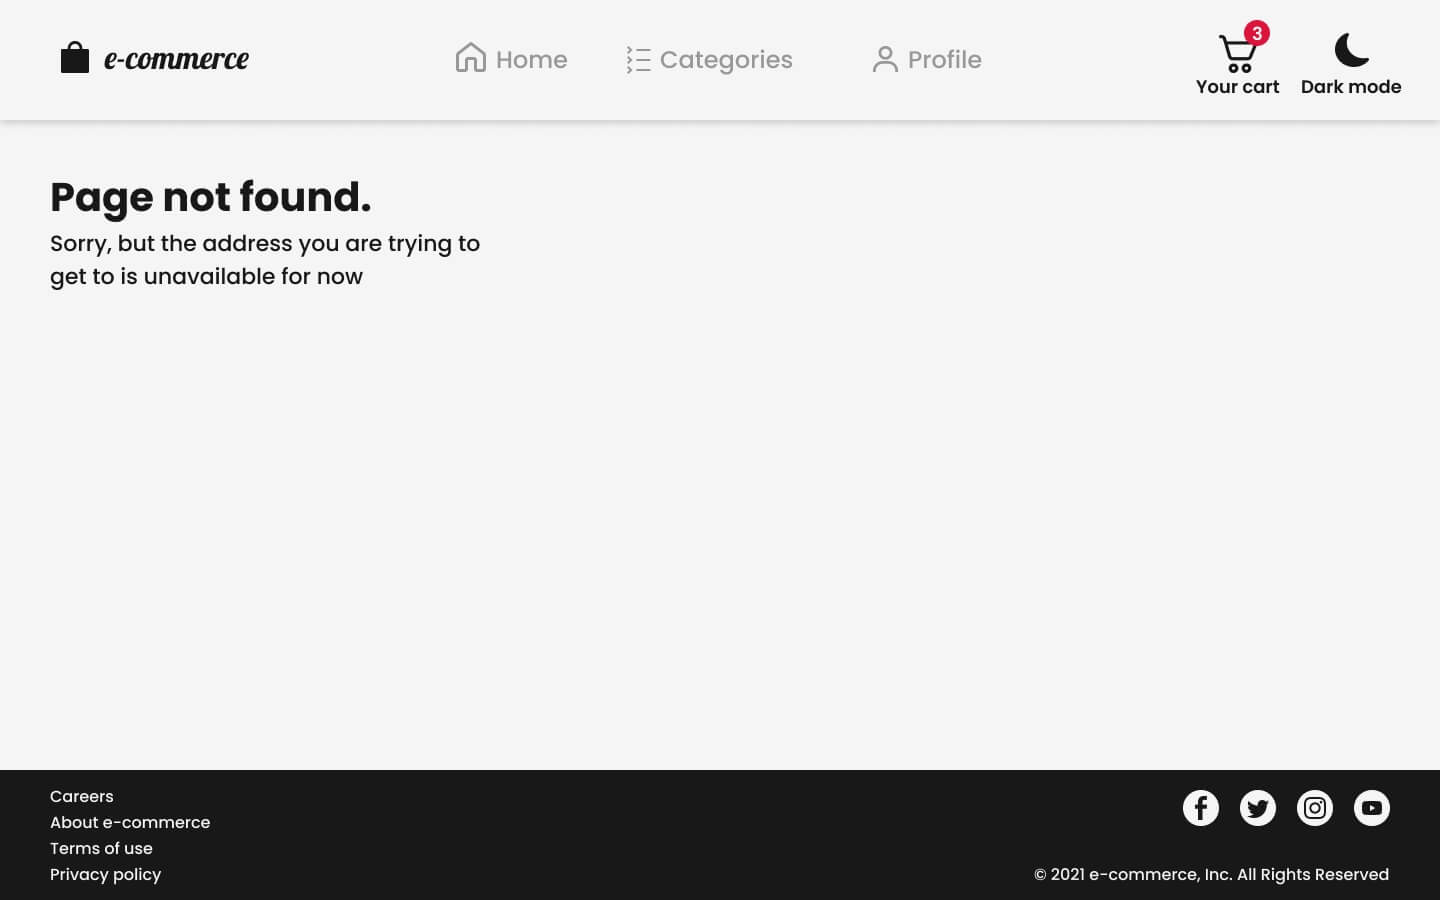 e-commerce
Home
Categories
Profile
3
Your cart
Dark mode
Page not found.
Sorry, but the address you are trying to
get to is unavailable for now
Careers
About e-commerce
Terms of use
Privacy policy
© 2021 e-commerce, Inc. All Rights Reserved